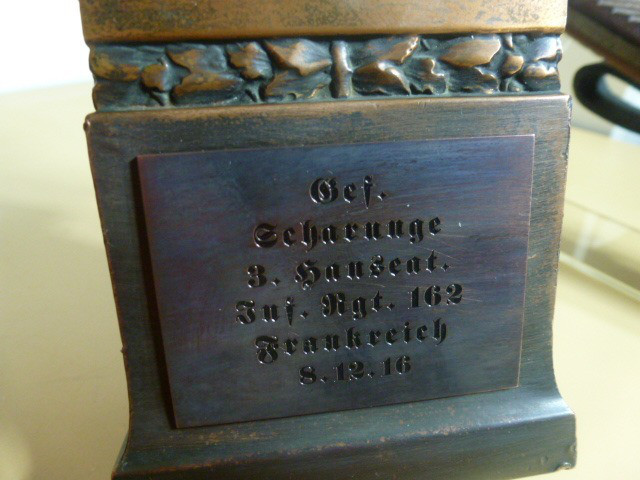 Gef.
Scharunge
3. Hanseat.
Inf. Rgt. 162
Frankreich
8.12.16